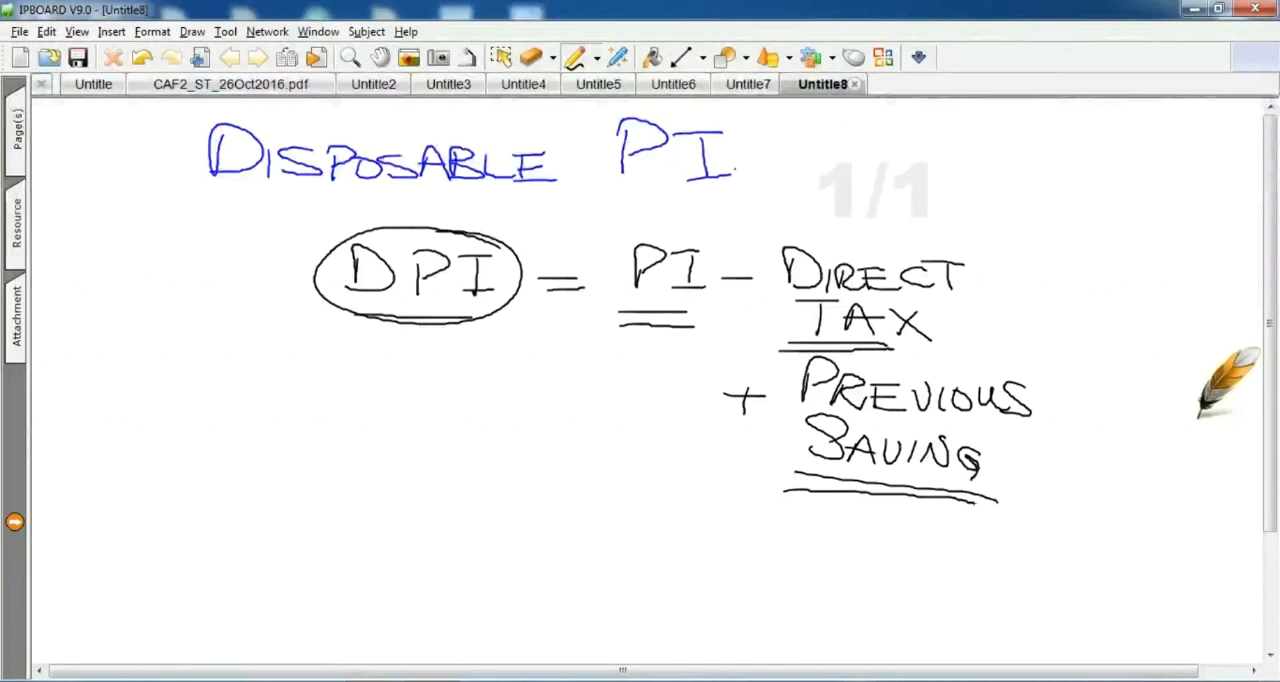 IPBOARD V9.0 - [Untitle8]
File Edit View Insert Format Draw Tool Network Window Subject Help
Untitle CAF2_ST_26Oct2016.pdf Untitle2 Untitle3 Untitle4 Untitle5 Untitle6 Untitle7 Untitle8
Page(s)
Resource
Attachment
DISPOSABLE PI
1/1
DPI = PI - DIRECT
TAX
+ PREVIOUS
SAVING